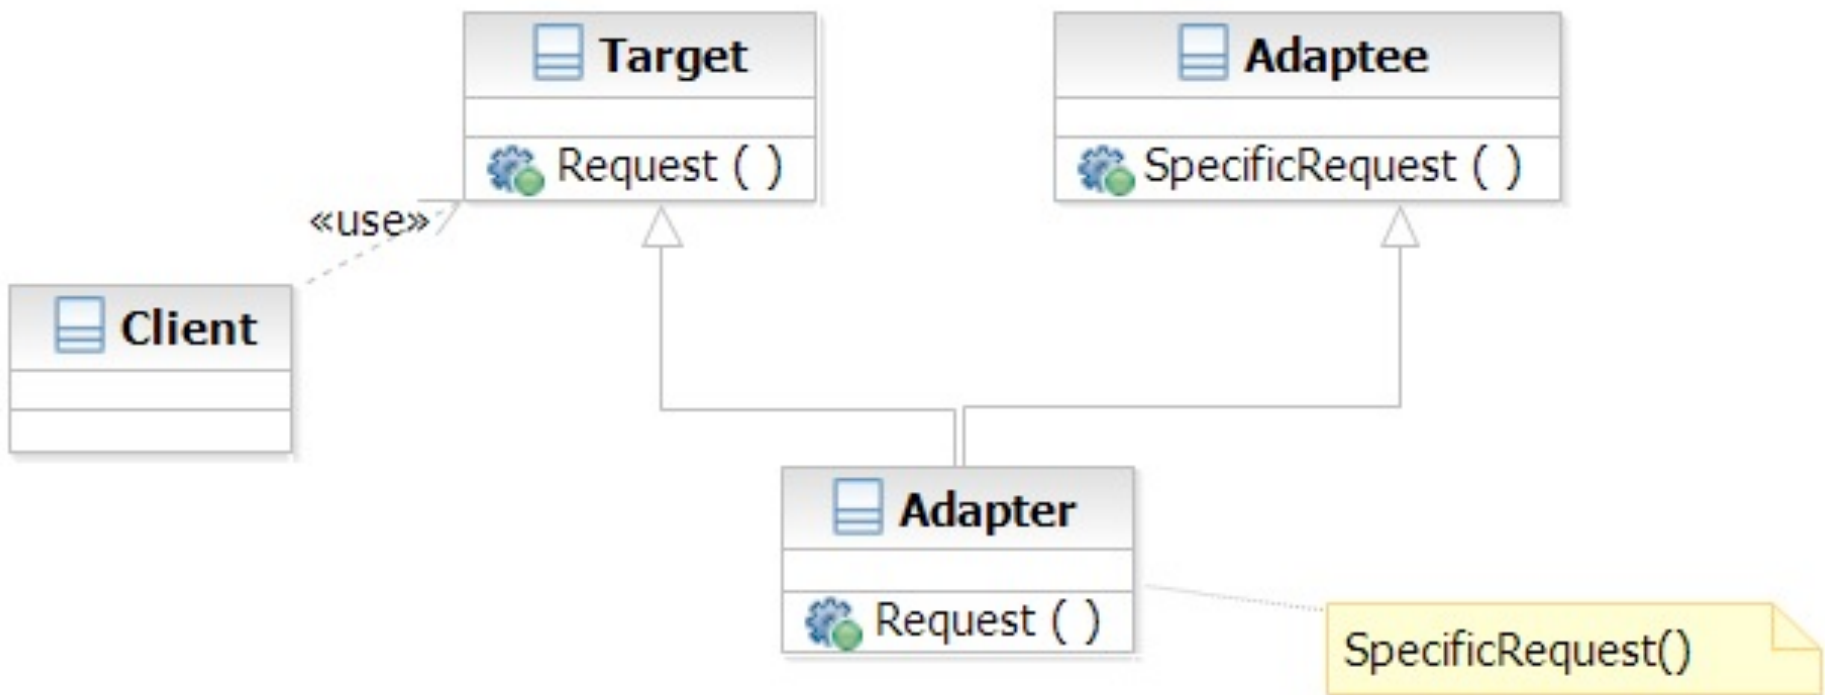 Target
Request ( )
Adaptee
SpecificRequest ( )
«use»
Client
Adapter
Request ( )
SpecificRequest()